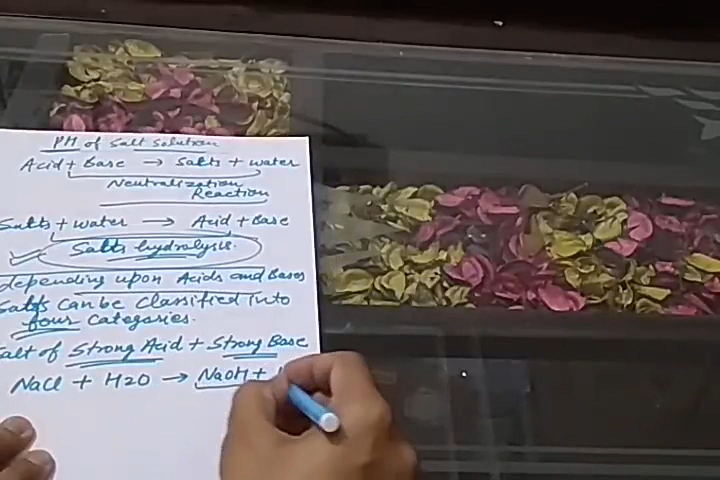 PH of Salt Solution
Acid + Base → Salts + water
Neutralization
Reaction
Salts + water → Acid + Base
Salts hydrolysis.
depending upon Acids and Bases
Salts can be classified into
four categories.
Salt of Strong Acid + Strong Base
NaCl + H2O → NaOH +